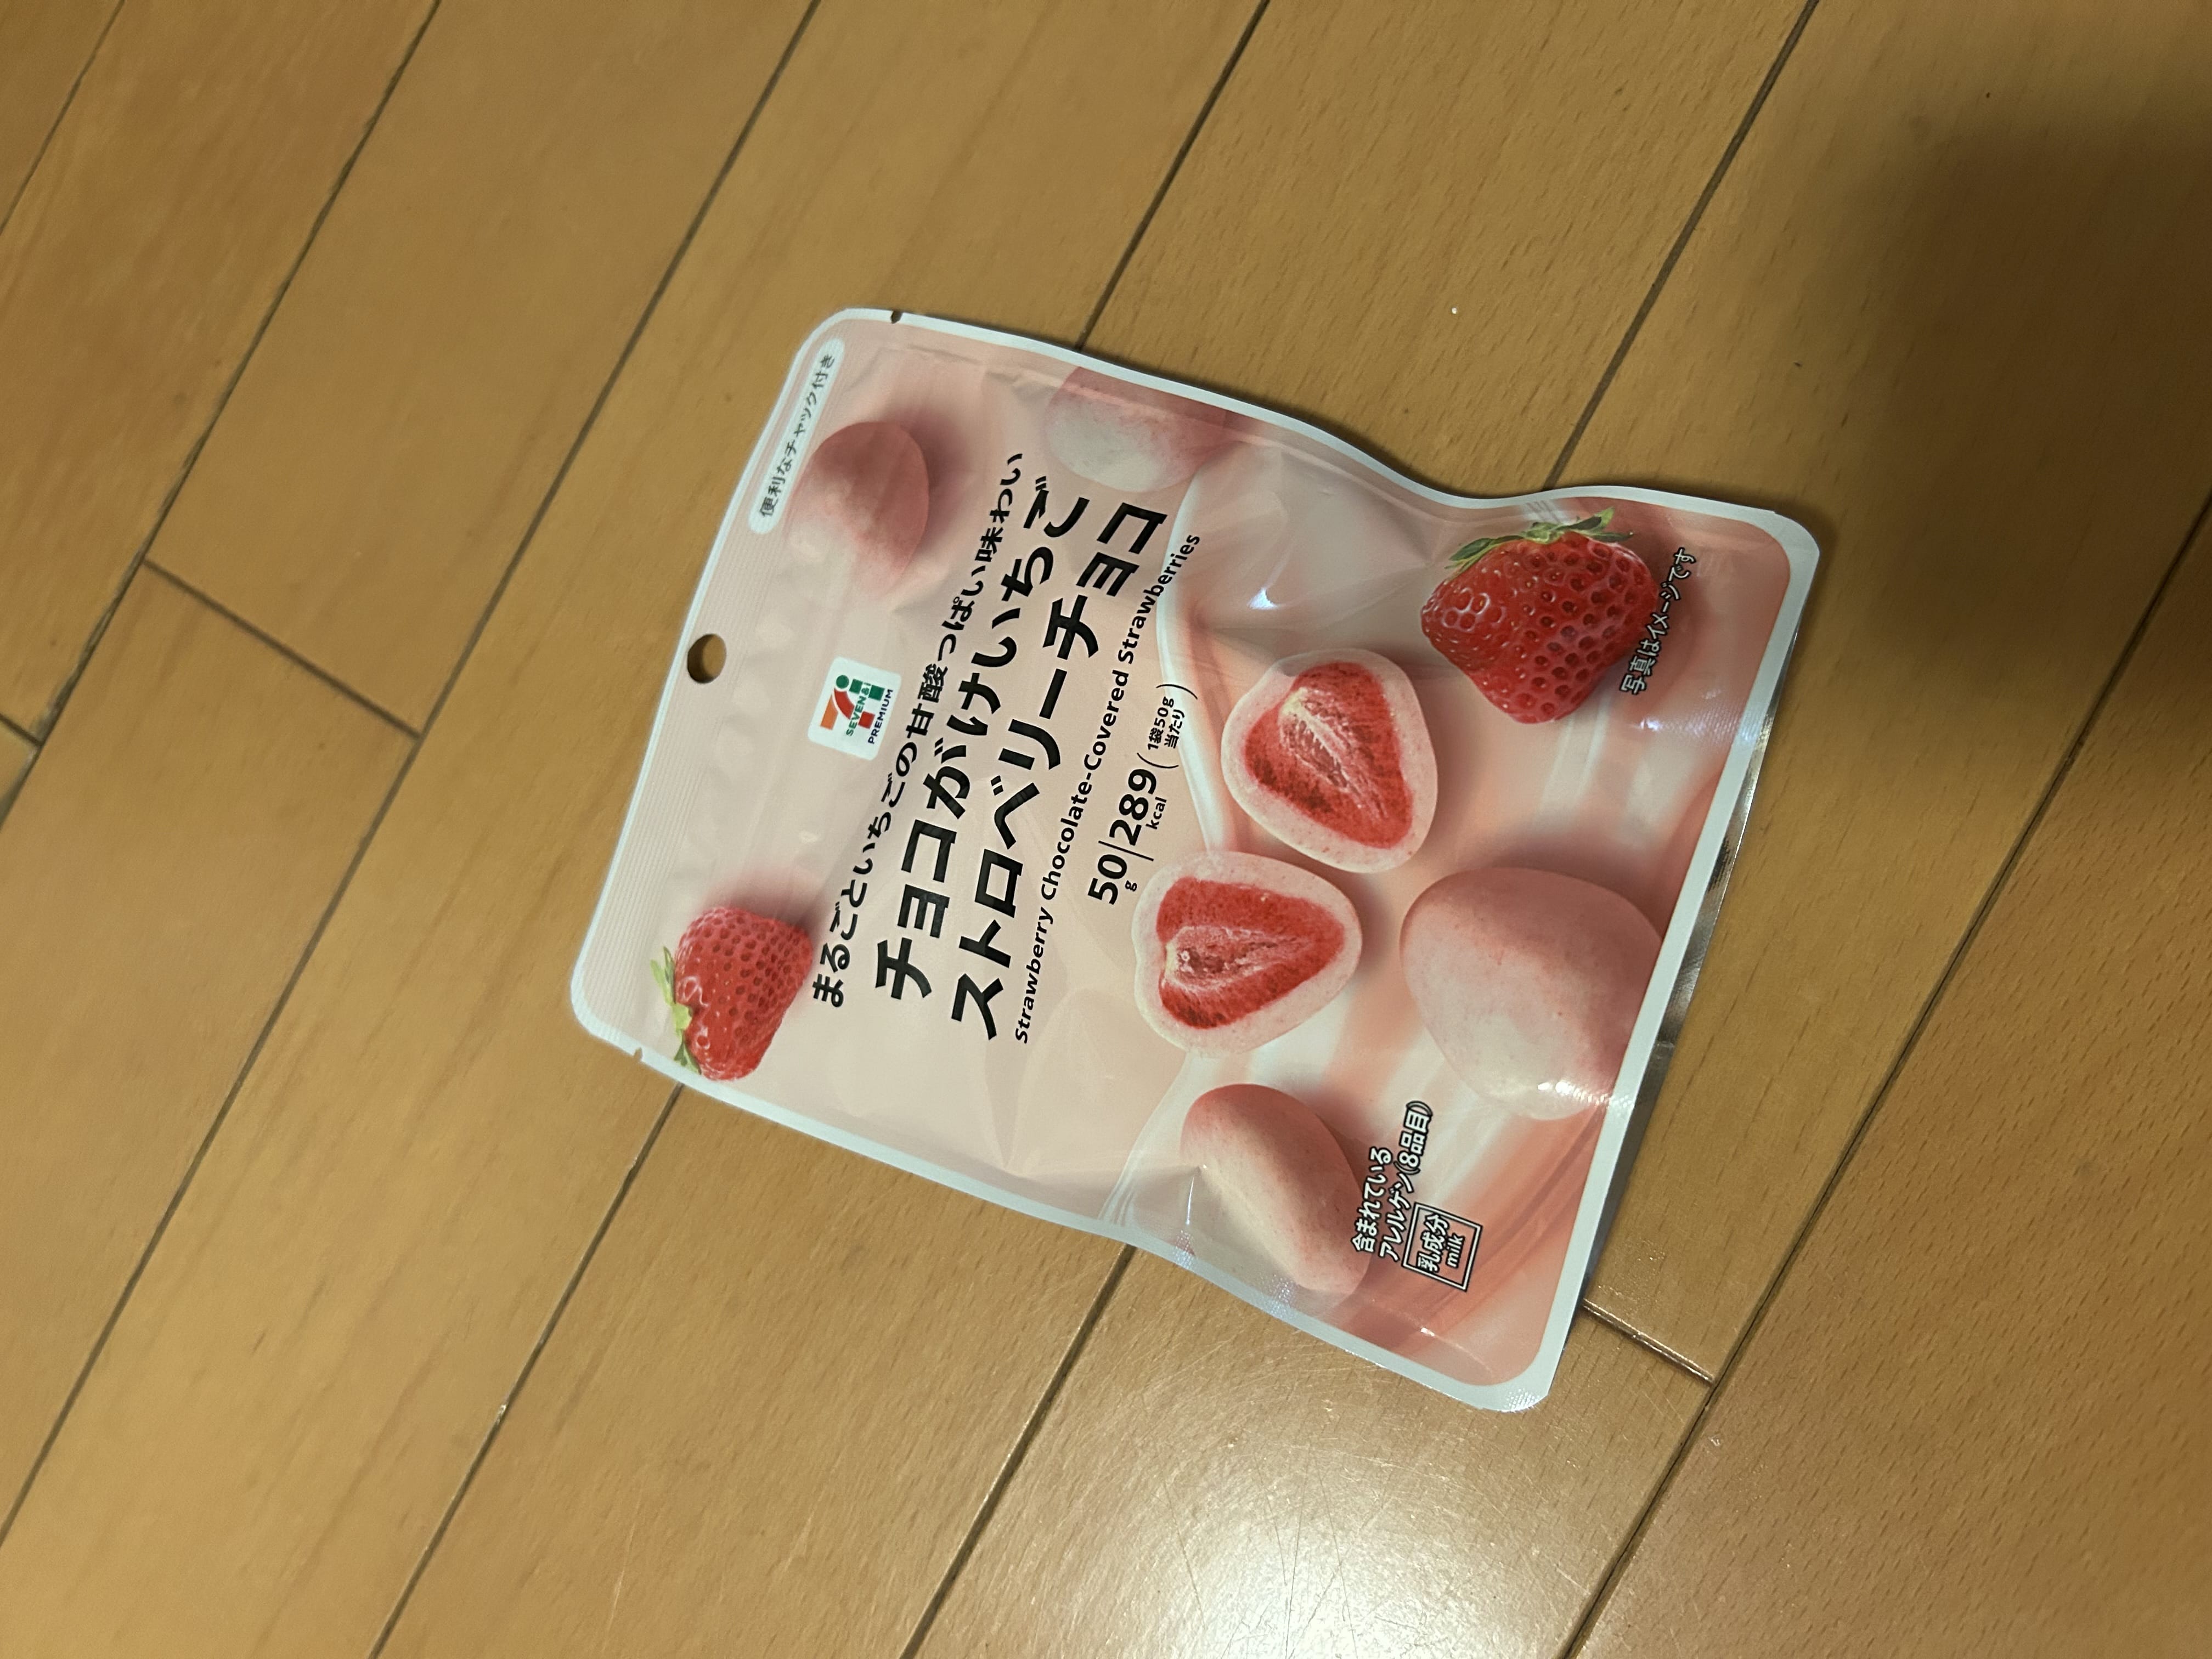 便利なチャック付き
SEVEN&i
PREMIUM
まるごといちごの甘酸っぱい味わい
チョコがけいちご
ストロベリーチョコ
Strawberry Chocolate-Covered Strawberries
50g|289kcal(1袋50g当たり)
含まれている
アレルゲン(8品目)
乳成分
milk
写真はイメージです